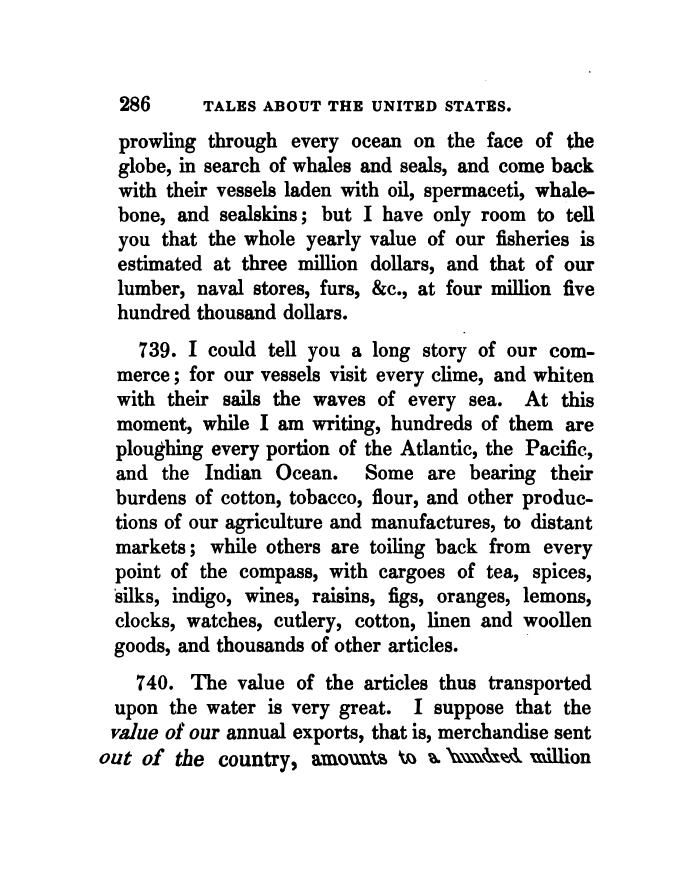 286 TALES ABOUT THE UNITED STATES.
prowling through every ocean on the face of the
globe, in search of whales and seals, and come back
with their vessels laden with oil, spermaceti, whale-
bone, and sealskins; but I have only room to tell
you that the whole yearly value of our fisheries is
estimated at three million dollars, and that of our
lumber, naval stores, furs, &c., at four million five
hundred thousand dollars.
739. I could tell you a long story of our com-
merce; for our vessels visit every clime, and whiten
with their sails the waves of every sea. At this
moment, while I am writing, hundreds of them are
ploughing every portion of the Atlantic, the Pacific,
and the Indian Ocean. Some are bearing their
burdens of cotton, tobacco, flour, and other produc-
tions of our agriculture and manufactures, to distant
markets; while others are toiling back from every
point of the compass, with cargoes of tea, spices,
silks, indigo, wines, raisins, figs, oranges, lemons,
clocks, watches, cutlery, cotton, linen and woollen
goods, and thousands of other articles.
740. The value of the articles thus transported
upon the water is very great. I suppose that the
value of our annual exports, that is, merchandise sent
out of the country, amounts to a hundred million